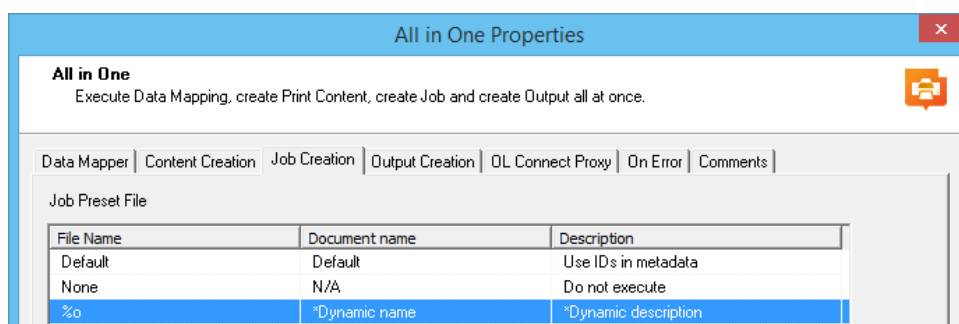 All in One Properties
All in One
Execute Data Mapping, create Print Content, create Job and create Output all at once.
Data Mapper Content Creation Job Creation Output Creation OL Connect Proxy On Error Comments
Job Preset File
File Name Document name Description
Default Default Use IDs in metadata
None N/A Do not execute
%o *Dynamic name *Dynamic description